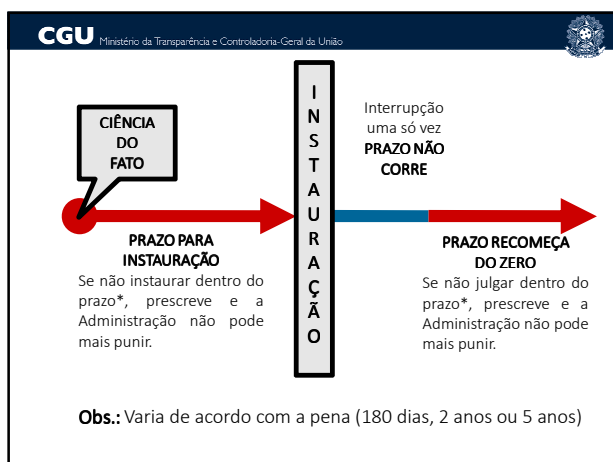 CGU Ministério da Transparência e Controladoria-Geral da União
CIÊNCIA
DO
FATO
INSTAURAÇÃO
Interrupção
uma só vez
PRAZO NÃO
CORRE
PRAZO PARA
INSTAURAÇÃO
Se não instaurar dentro do
prazo*, prescreve e a
Administração não pode
mais punir.
PRAZO RECOMEÇA
DO ZERO
Se não julgar dentro do
prazo*, prescreve e a
Administração não pode
mais punir.
Obs.: Varia de acordo com a pena (180 dias, 2 anos ou 5 anos)